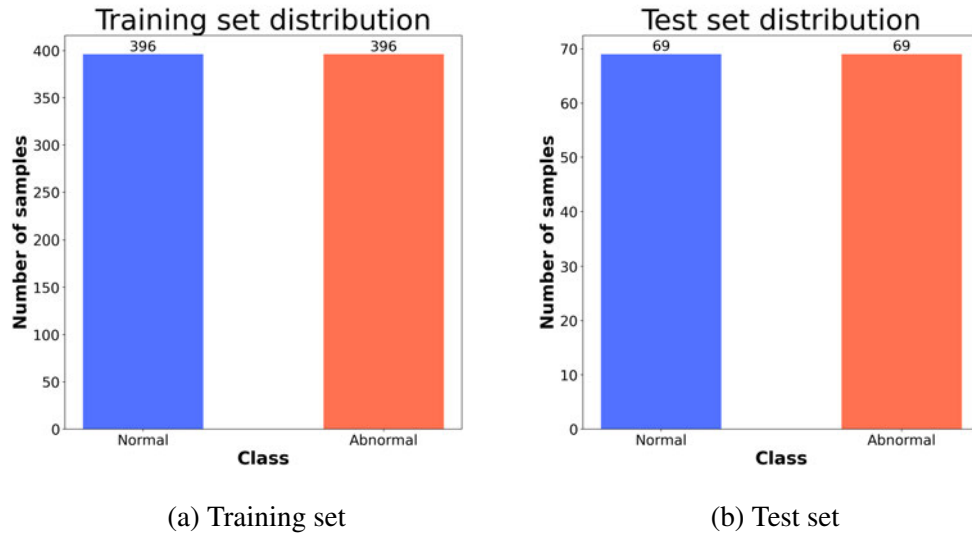 Training set distribution
396
396
400
350
300
250
200
150
100
50
0
Number of samples
Normal
Abnormal
Class
(a) Training set
Test set distribution
69
69
70
60
50
40
30
20
10
0
Number of samples
Normal
Abnormal
Class
(b) Test set